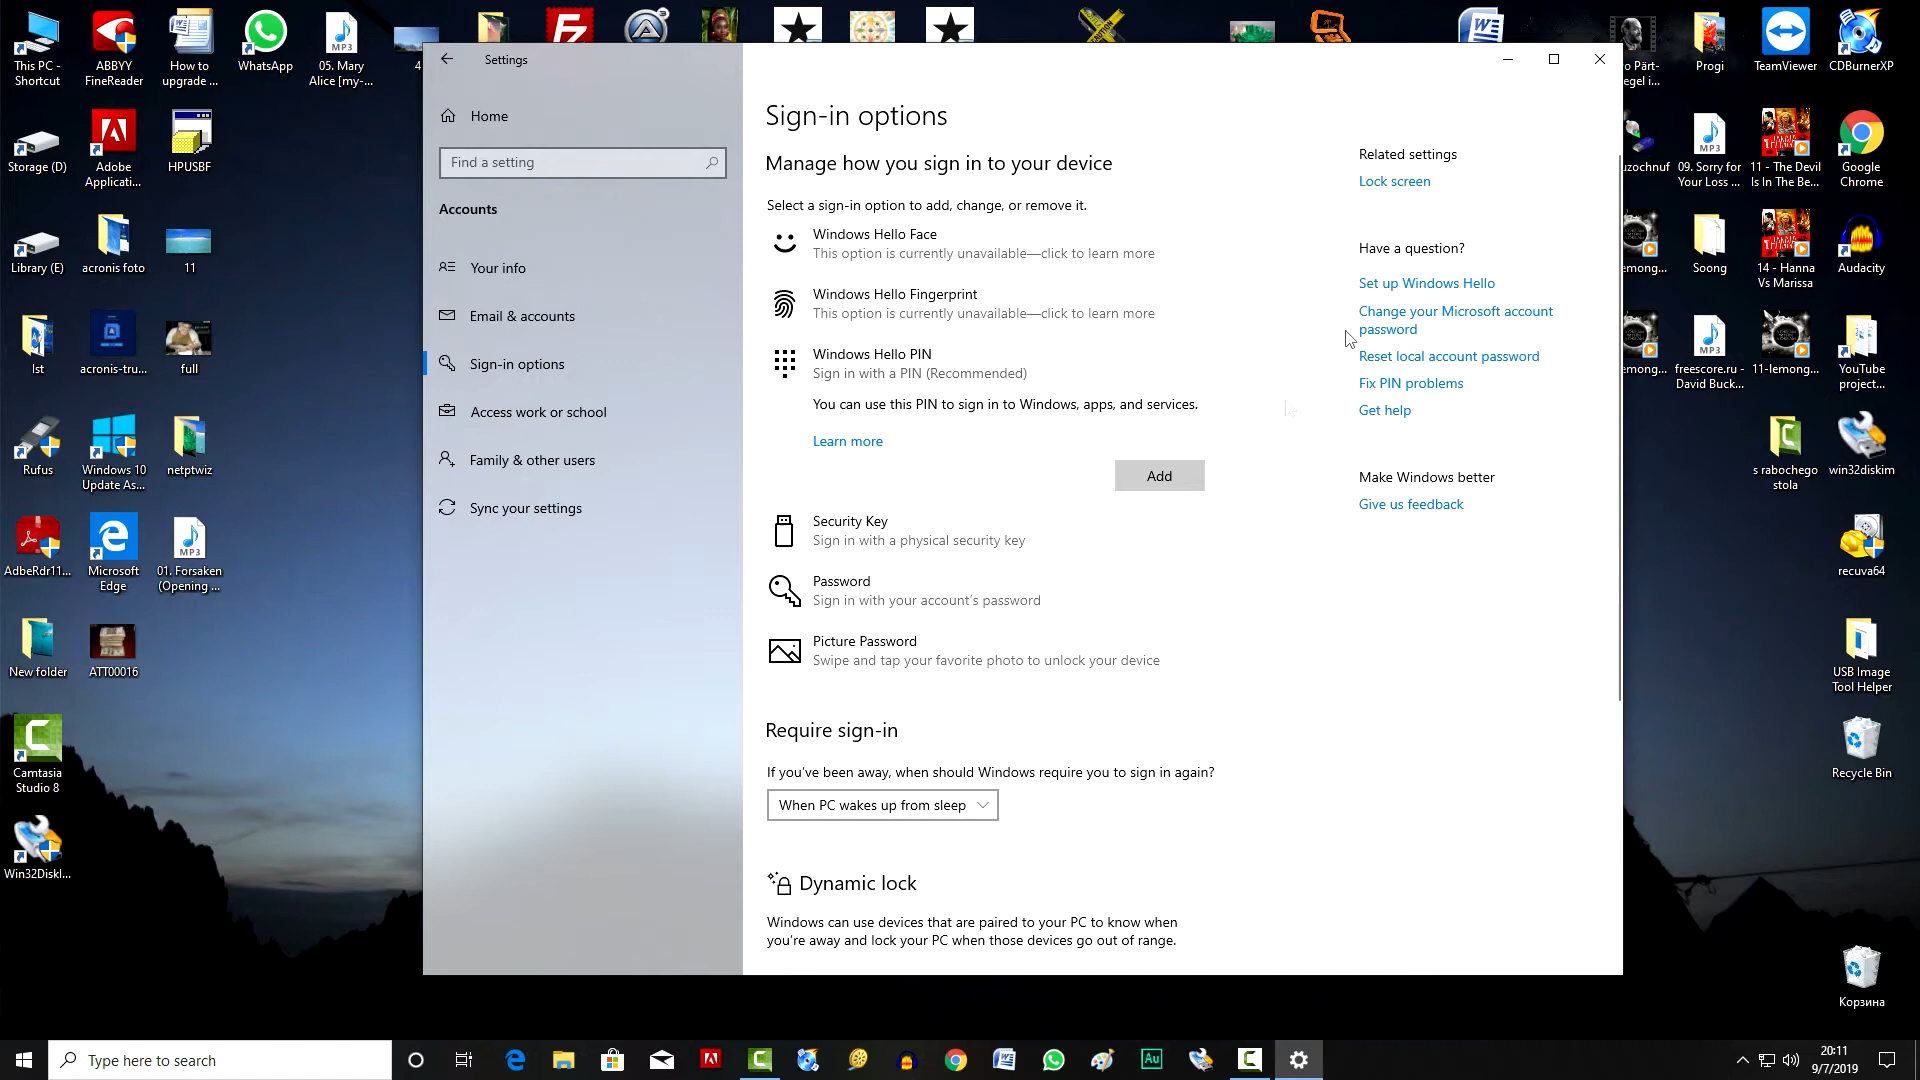 This PC -
Shortcut
ABBYY
FineReader
How to
upgrade ...
WhatsApp
MP3
05. Mary
Alice [my-...
4
Progi
TeamViewer
CDBurnerXP
Storage (D)
Adobe
Applicati...
HPUSBF
MP3
09. Sorry for
Your Loss ...
11 - The Devil
Is In The Be...
Google
Chrome
Library (E)
acronis foto
11
Soong
14 - Hanna
Vs Marissa
Audacity
lst
acronis-tru...
full
MP3
freescore.ru -
David Buck...
11-lemong...
YouTube
project...
Rufus
Windows 10
Update As...
netptwiz
s rabochego
stola
win32diskim
AdbeRdr11...
Microsoft
Edge
MP3
01. Forsaken
(Opening ...
recuva64
New folder
ATT00016
USB Image
Tool Helper
Camtasia
Studio 8
Recycle Bin
Win32DiskI...
Корзина
Settings
Home
Find a setting
Accounts
Your info
Email & accounts
Sign-in options
Access work or school
Family & other users
Sync your settings
Sign-in options
Manage how you sign in to your device
Select a sign-in option to add, change, or remove it.
Windows Hello Face
This option is currently unavailable—click to learn more
Windows Hello Fingerprint
This option is currently unavailable—click to learn more
Windows Hello PIN
Sign in with a PIN (Recommended)
You can use this PIN to sign in to Windows, apps, and services.
Learn more
Add
Security Key
Sign in with a physical security key
Password
Sign in with your account's password
Picture Password
Swipe and tap your favorite photo to unlock your device
Require sign-in
If you've been away, when should Windows require you to sign in again?
When PC wakes up from sleep
Dynamic lock
Windows can use devices that are paired to your PC to know when
you're away and lock your PC when those devices go out of range.
Related settings
Lock screen
Have a question?
Set up Windows Hello
Change your Microsoft account
password
Reset local account password
Fix PIN problems
Get help
Make Windows better
Give us feedback
Type here to search
Au
20:11
9/7/2019